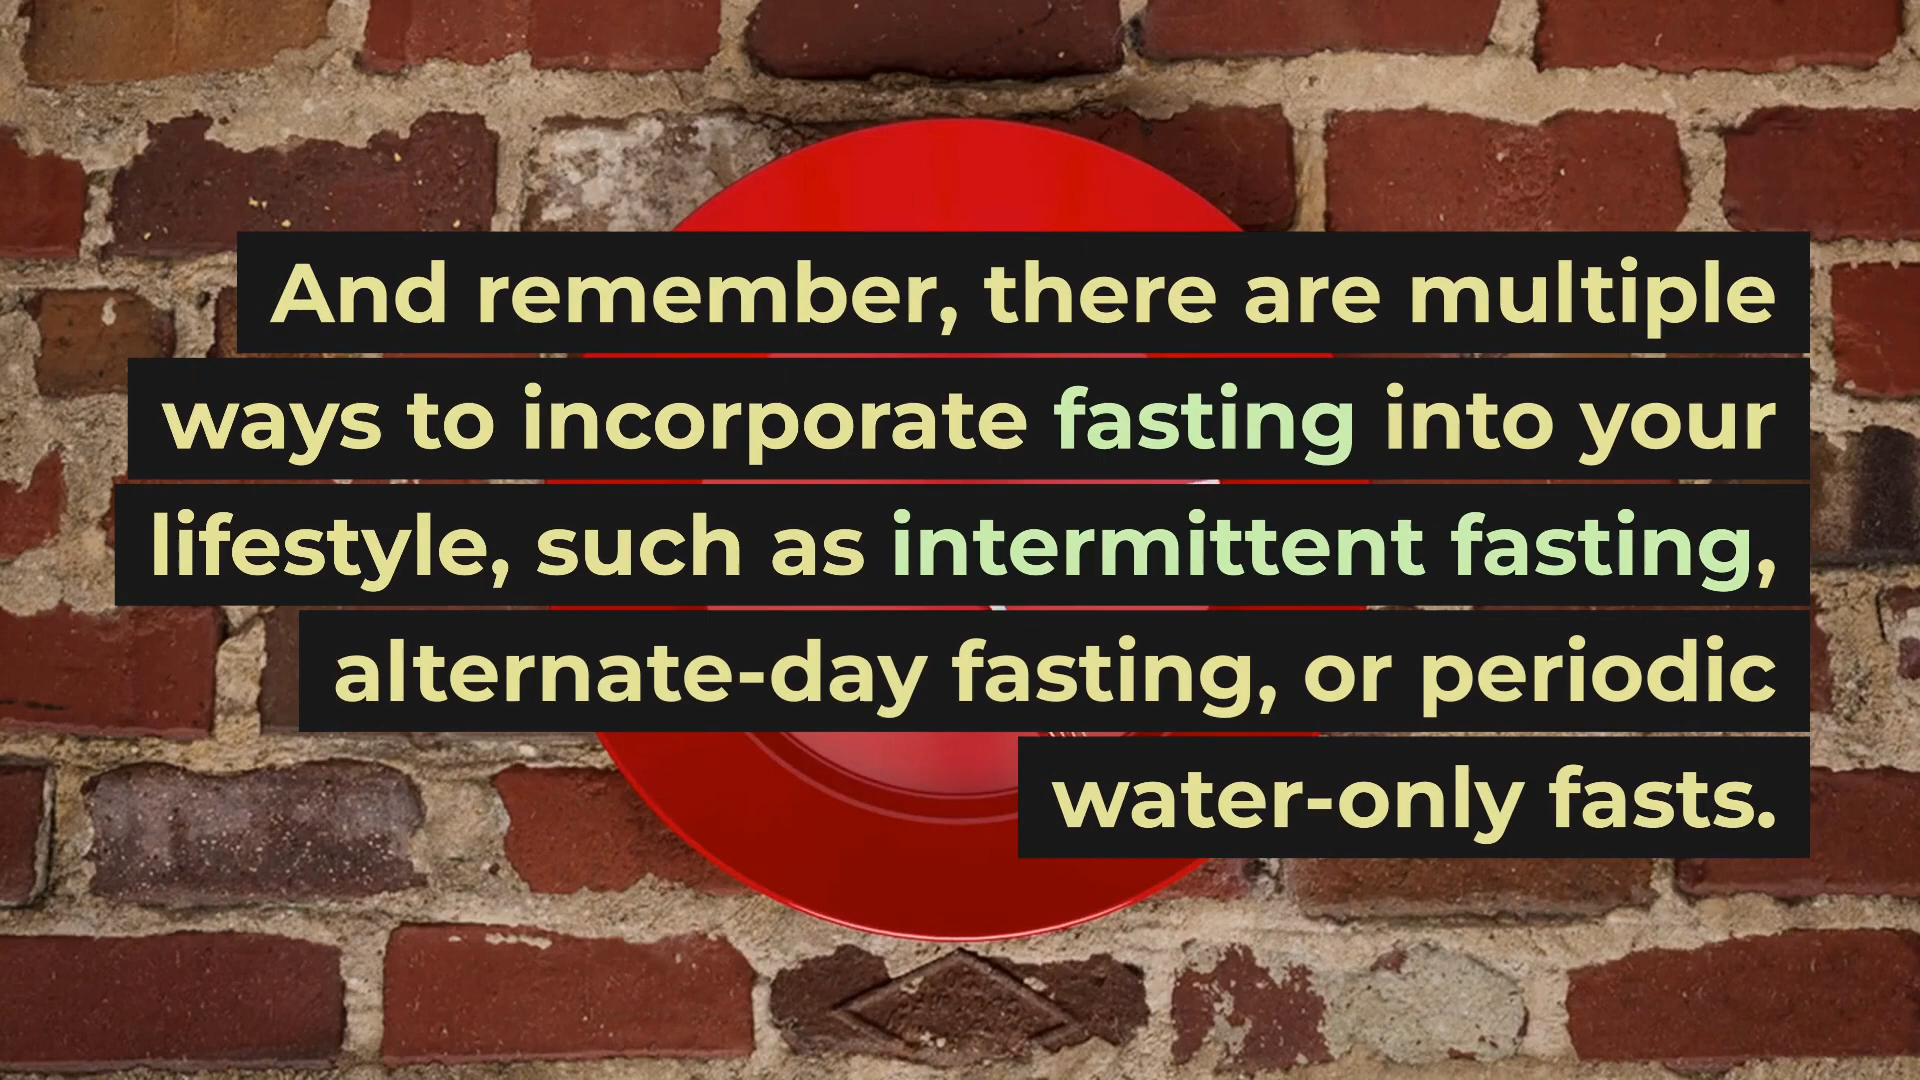 And remember, there are multiple
ways to incorporate fasting into your
lifestyle, such as intermittent fasting,
alternate-day fasting, or periodic
water-only fasts.